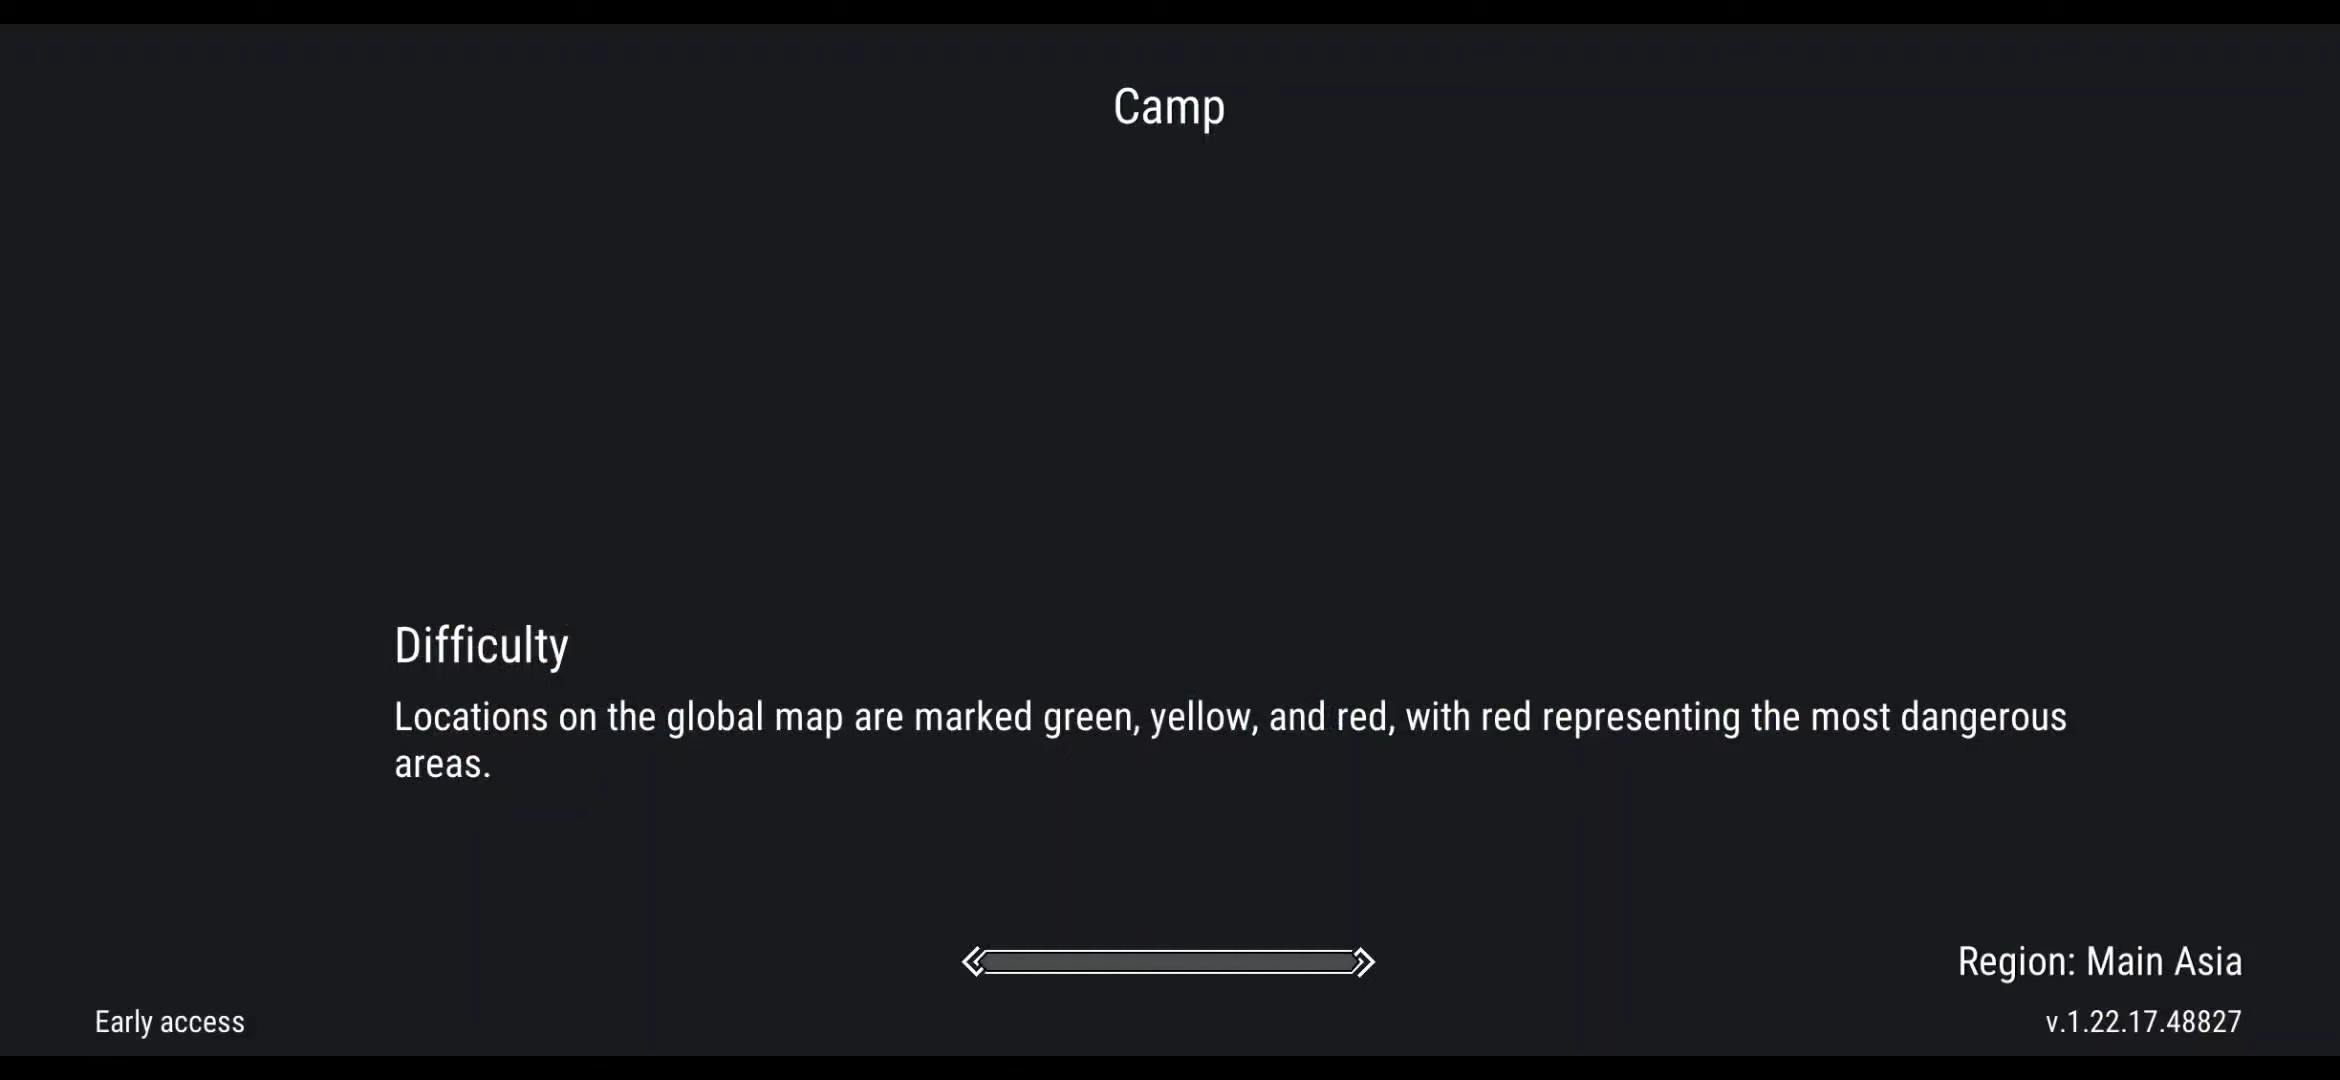 Camp
Difficulty
Locations on the global map are marked green, yellow, and red, with red representing the most dangerous
areas.
Region: Main Asia
Early access
v.1.22.17.48827